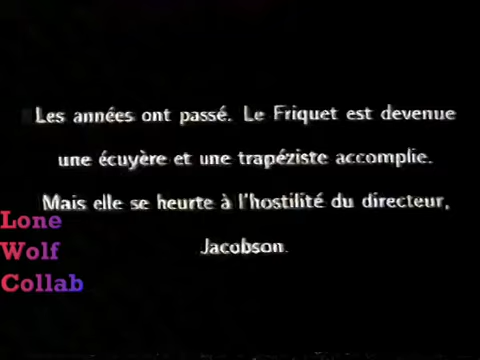 Les années ont passé. Le Friquet est devenue
une écuyère et une trapéziste accomplie.
Mais elle se heurte à l'hostilité du directeur,
Jacobson.
Lone
Wolf
Collab